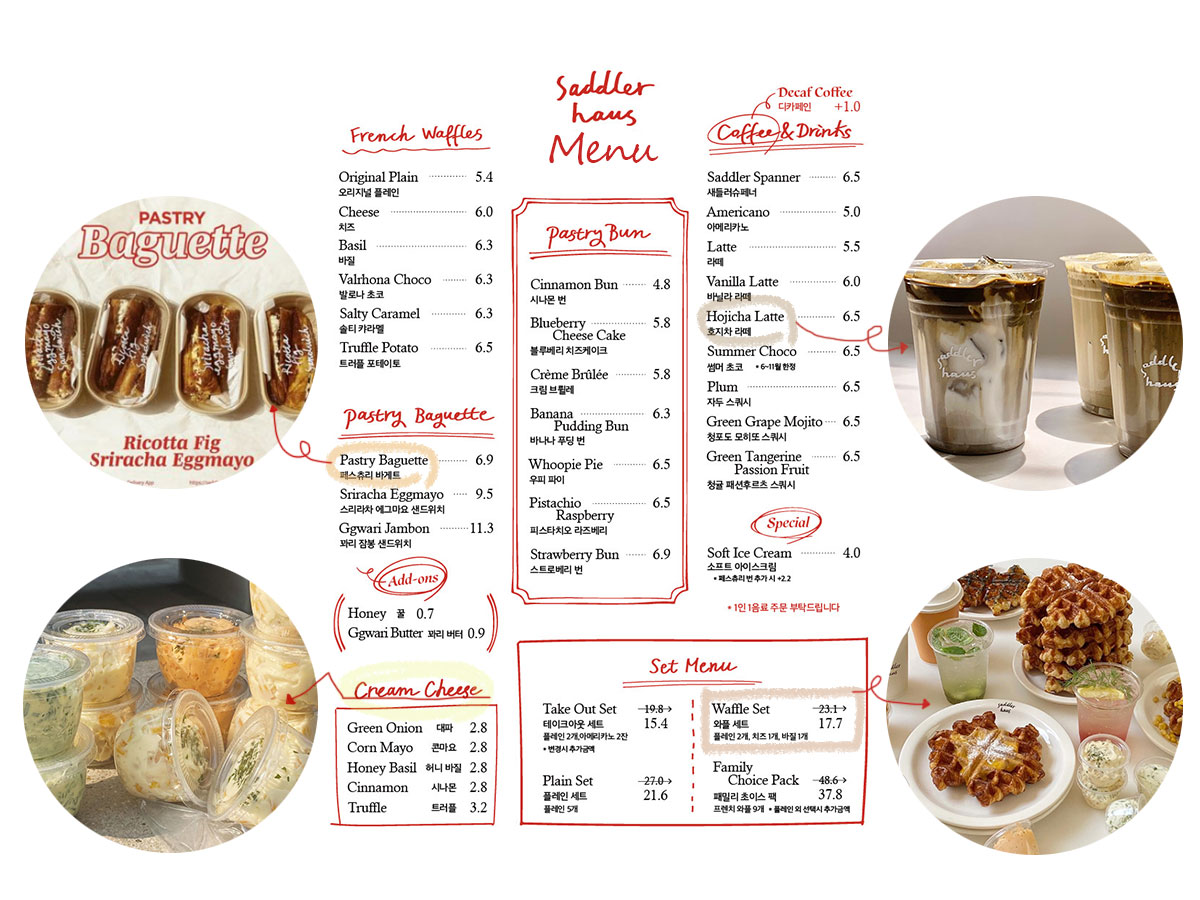 Saddler
haus
Menu
French Waffles
Original Plain 5.4
오리지널 플레인
Cheese 6.0
치즈
Basil 6.3
바질
Valrhona Choco 6.3
발로나 초코
Salty Caramel 6.3
솔티 캬라멜
Truffle Potato 6.5
트러플 포테이토
Pastry Baguette
Pastry Baguette 6.9
페스츄리 바게트
Sriracha Eggmayo 9.5
스리라차 에그마요 샌드위치
Ggwari Jambon 11.3
꽈리 잠봉 샌드위치
Add-ons
Honey 꿀 0.7
Ggwari Butter 꽈리 버터 0.9
Cream Cheese
Green Onion 대파 2.8
Corn Mayo 콘마요 2.8
Honey Basil 허니 바질 2.8
Cinnamon 시나몬 2.8
Truffle 트러플 3.2
Pastry Bun
Cinnamon Bun 4.8
시나몬 번
Blueberry 5.8
Cheese Cake
블루베리 치즈케이크
Crème Brûlée 5.8
크림 브륄레
Banana 6.3
Pudding Bun
바나나 푸딩 번
Whoopie Pie 6.5
우피 파이
Pistachio 6.5
Raspberry
피스타치오 라즈베리
Strawberry Bun 6.9
스트로베리 번
Decaf Coffee
디카페인 +1.0
Coffee & Drinks
Saddler Spanner 6.5
새들러슈페너
Americano 5.0
아메리카노
Latte 5.5
라떼
Vanilla Latte 6.0
바닐라 라떼
Hojicha Latte 6.5
호지차 라떼
Summer Choco 6.5
썸머 초코 * 6~11월 한정
Plum 6.5
자두 스쿼시
Green Grape Mojito 6.5
청포도 모히또 스쿼시
Green Tangerine 6.5
Passion Fruit
청귤 패션후르츠 스쿼시
Special
Soft Ice Cream 4.0
소프트 아이스크림
* 페스츄리 번 추가 시 +2.2
* 1인 1음료 주문 부탁드립니다
Set Menu
Take Out Set 19.8→
테이크아웃 세트 15.4
플레인 2개,아메리카노 2잔
* 변경시 추가금액
Plain Set 27.0→
플레인 세트 21.6
플레인 5개
Waffle Set 23.1→
와플 세트 17.7
플레인 2개, 치즈 1개, 바질 1개
Family
Choice Pack 48.6→
패밀리 초이스 팩 37.8
프렌치 와플 9개 * 플레인 외 선택시 추가금액
PASTRY
Baguette
Ricotta Fig
Sriracha Eggmayo
saddler
haus
saddler
haus
saddler
haus